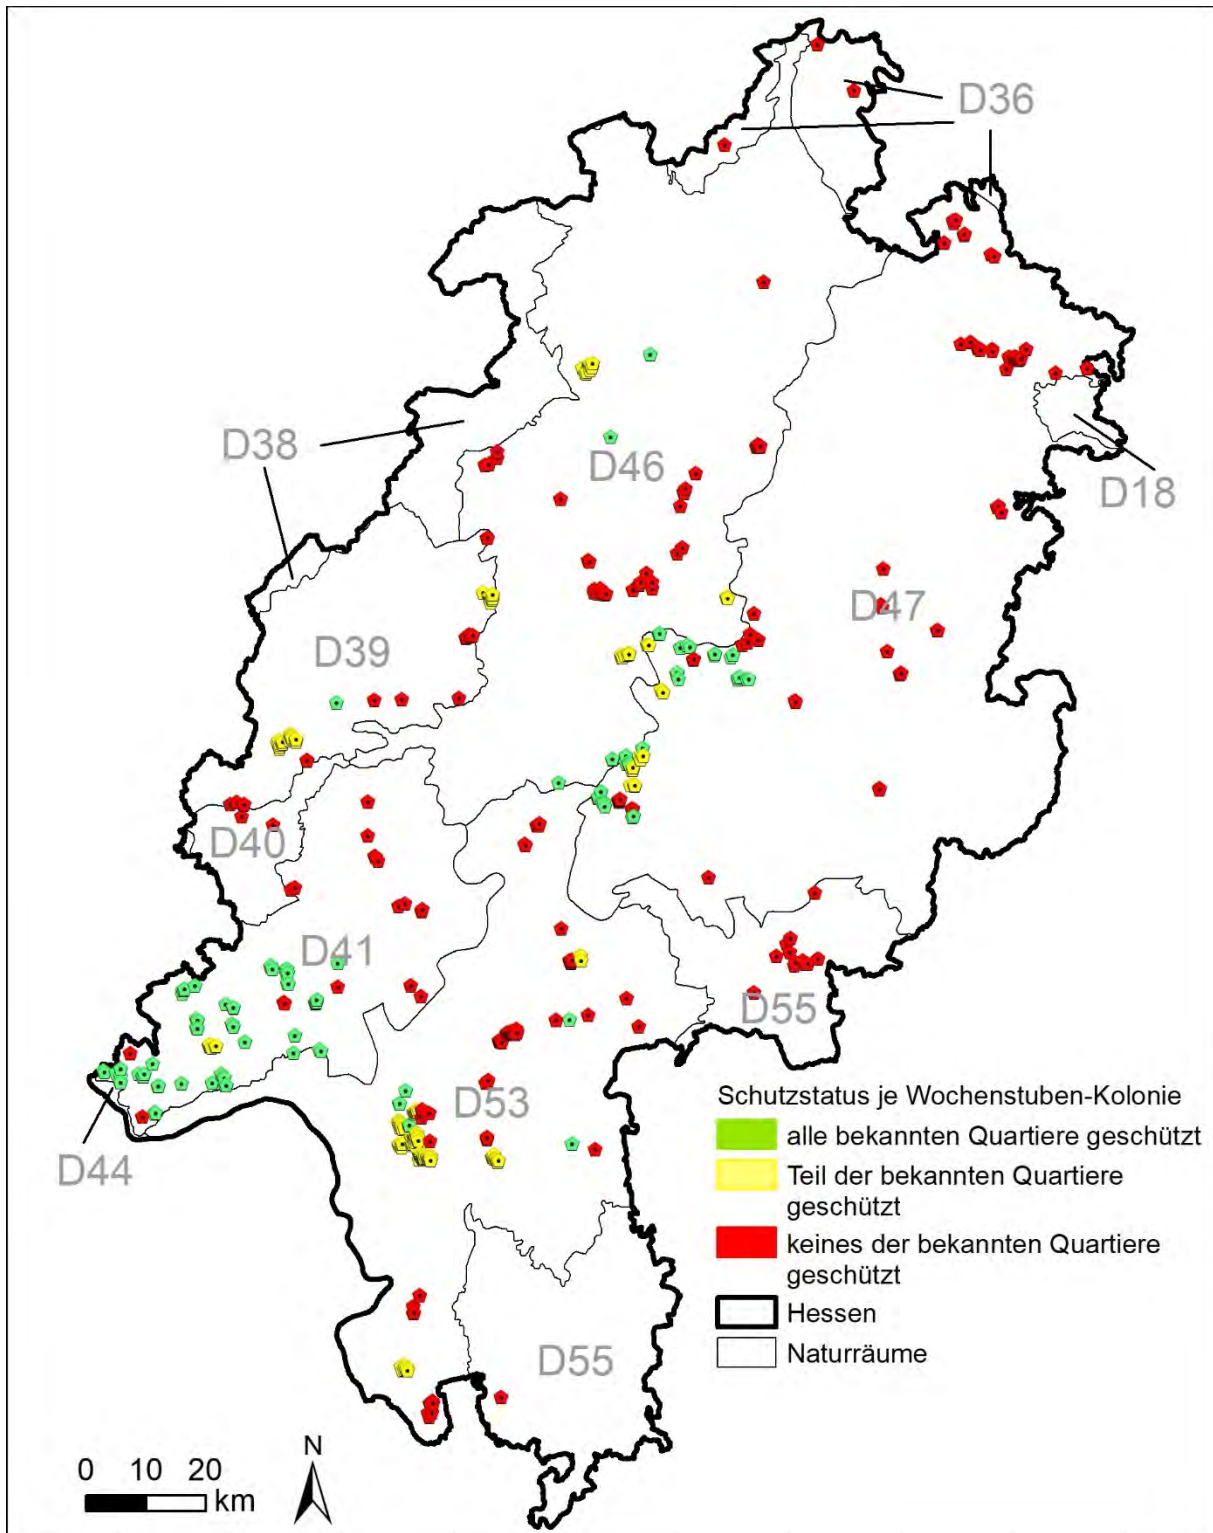 D36
D38
D46
D18
D47
D39
D40
D41
D55
D53
D44
Schutzstatus je Wochenstuben-Kolonie
alle bekannten Quartiere geschützt
Teil der bekannten Quartiere
geschützt
keines der bekannten Quartiere
geschützt
Hessen
Naturräume
D55
N
0 10 20
km